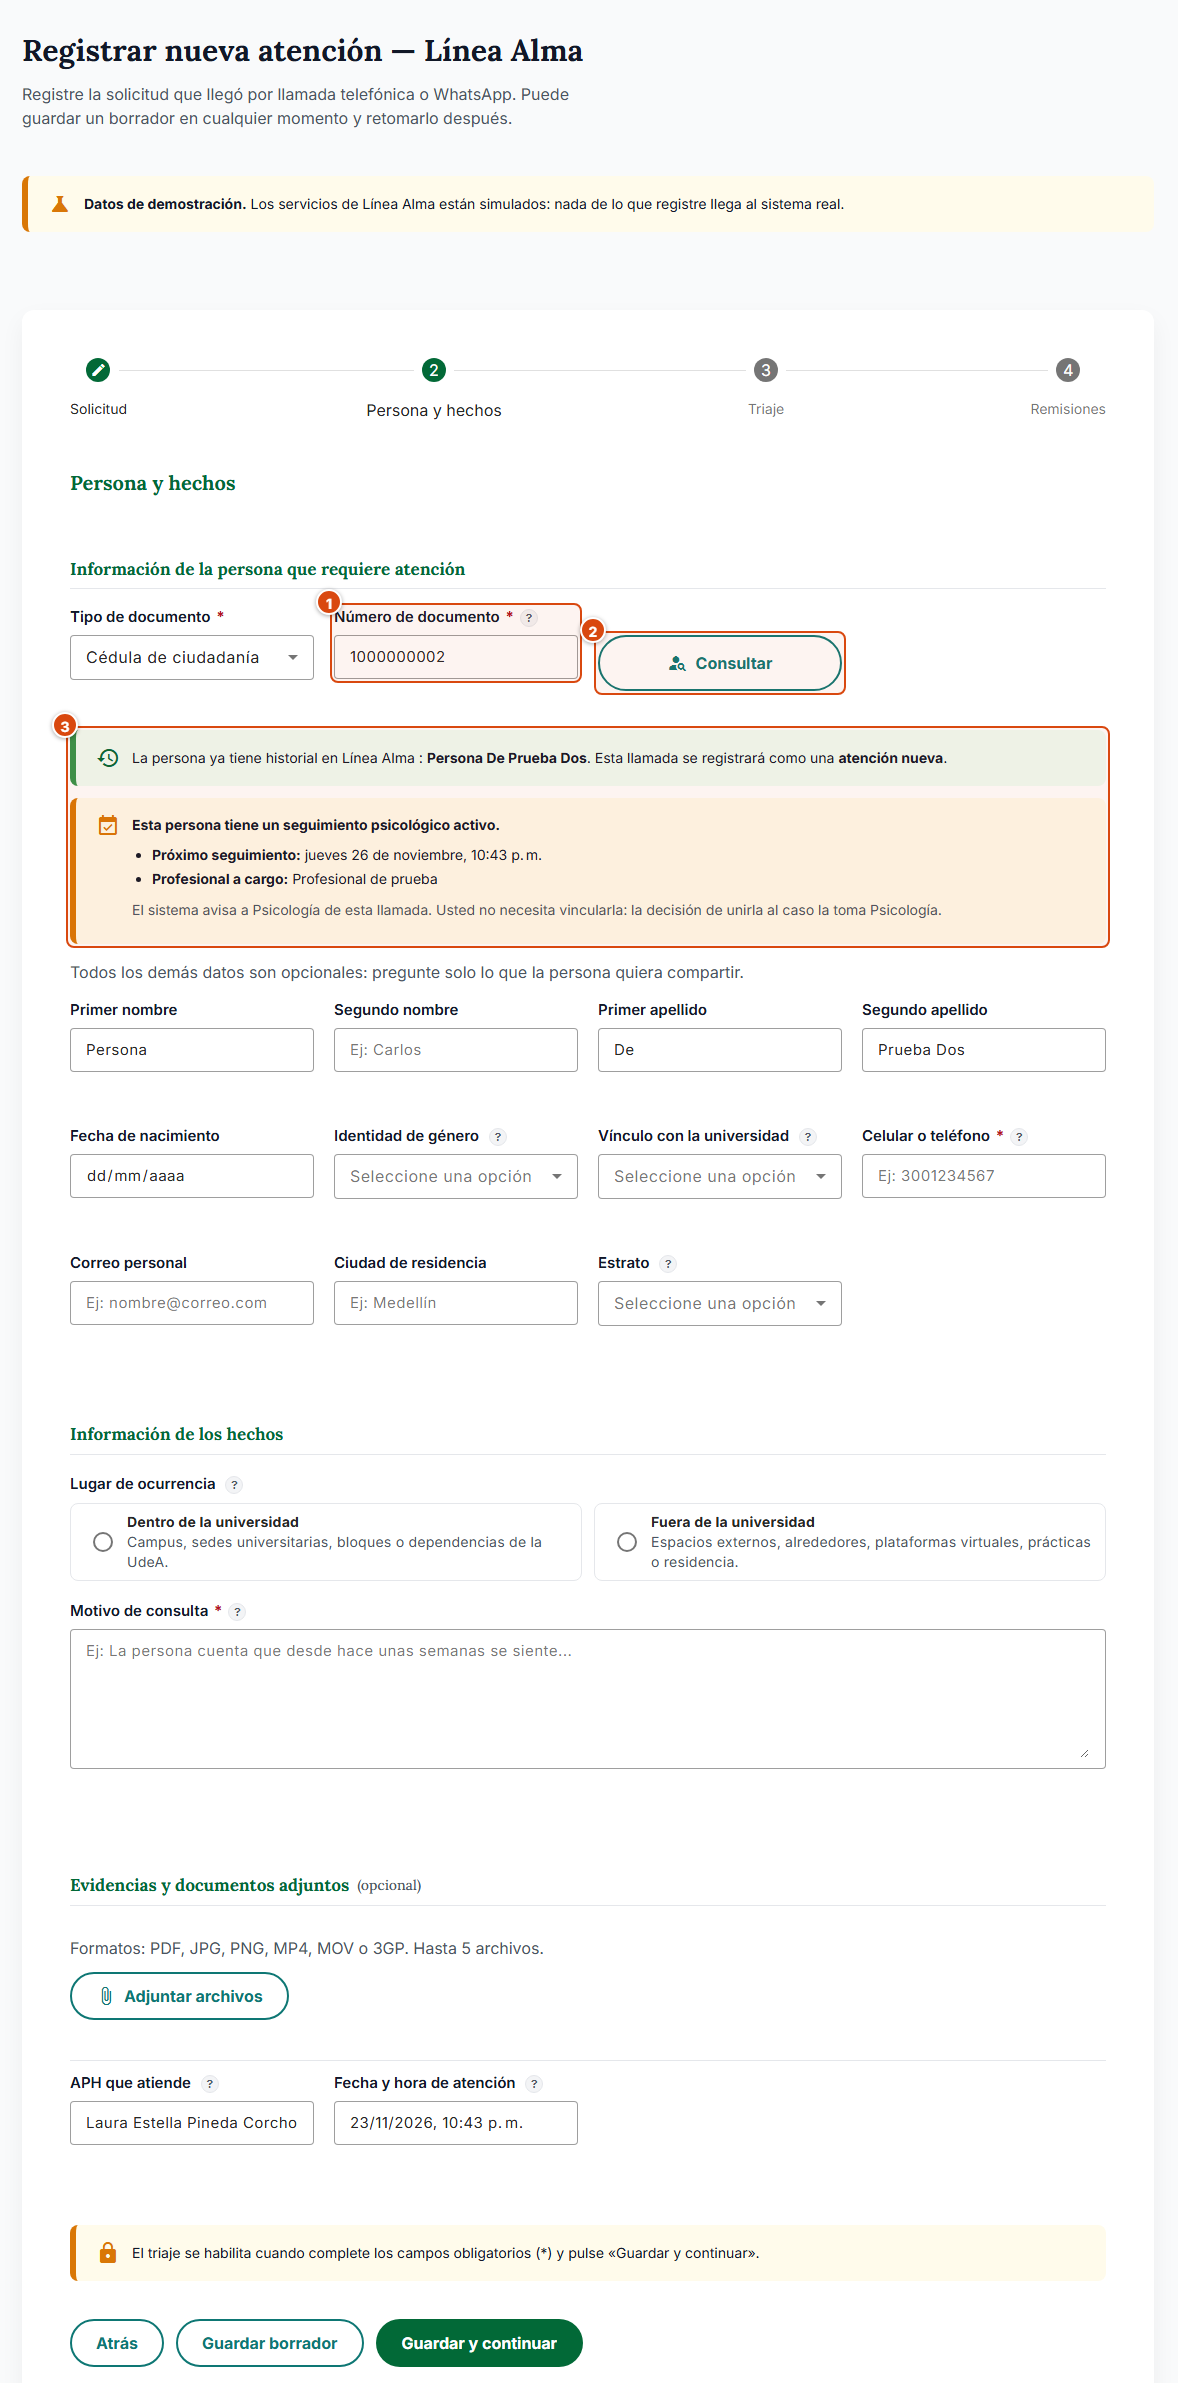 Registrar nueva atención — Línea Alma
Registre la solicitud que llegó por llamada telefónica o WhatsApp. Puede
guardar un borrador en cualquier momento y retomarlo después.
Datos de demostración. Los servicios de Línea Alma están simulados: nada de lo que registre llega al sistema real.
2
3
4
Solicitud
Persona y hechos
Triaje
Remisiones
Persona y hechos
Información de la persona que requiere atención
1
Tipo de documento *
Número de documento * ?
2
Cédula de ciudadanía
1000000002
Consultar
3
La persona ya tiene historial en Línea Alma : Persona De Prueba Dos. Esta llamada se registrará como una atención nueva.
Esta persona tiene un seguimiento psicológico activo.
• Próximo seguimiento: jueves 26 de noviembre, 10:43 p. m.
• Profesional a cargo: Profesional de prueba
El sistema avisa a Psicología de esta llamada. Usted no necesita vincularla: la decisión de unirla al caso la toma Psicología.
Todos los demás datos son opcionales: pregunte solo lo que la persona quiera compartir.
Primer nombre
Segundo nombre
Primer apellido
Segundo apellido
Persona
Ej: Carlos
De
Prueba Dos
Fecha de nacimiento
Identidad de género ?
Vínculo con la universidad ?
Celular o teléfono * ?
dd/mm/aaaa
Seleccione una opción
Seleccione una opción
Ej: 3001234567
Correo personal
Ciudad de residencia
Estrato ?
Ej: nombre@correo.com
Ej: Medellín
Seleccione una opción
Información de los hechos
Lugar de ocurrencia ?
Dentro de la universidad
Campus, sedes universitarias, bloques o dependencias de la
UdeA.
Fuera de la universidad
Espacios externos, alrededores, plataformas virtuales, prácticas
o residencia.
Motivo de consulta * ?
Ej: La persona cuenta que desde hace unas semanas se siente...
Evidencias y documentos adjuntos (opcional)
Formatos: PDF, JPG, PNG, MP4, MOV o 3GP. Hasta 5 archivos.
Adjuntar archivos
APH que atiende ?
Fecha y hora de atención ?
Laura Estella Pineda Corcho
23/11/2026, 10:43 p. m.
El triaje se habilita cuando complete los campos obligatorios (*) y pulse «Guardar y continuar».
Atrás
Guardar borrador
Guardar y continuar